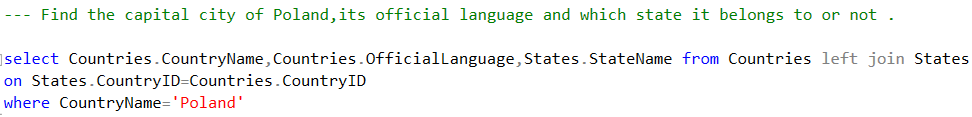 --- Find the capital city of Poland,its official language and which state it belongs to or not .
select Countries.CountryName,Countries.OfficialLanguage,States.StateName from Countries left join States
on States.CountryID=Countries.CountryID
where CountryName='Poland'